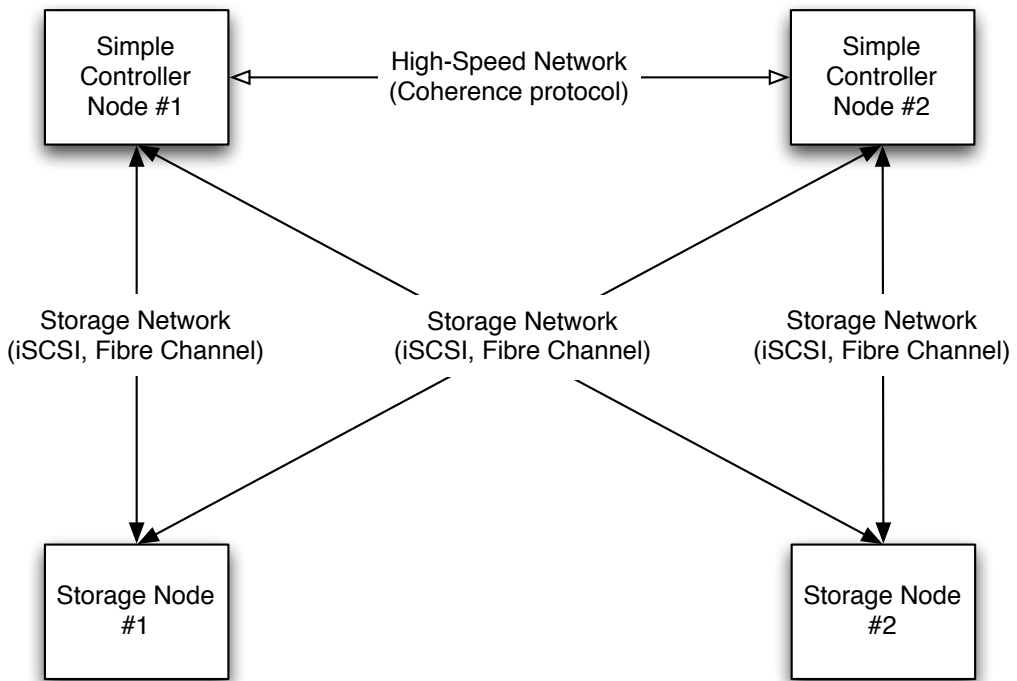 Simple
Controller
Node #1
High-Speed Network
(Coherence protocol)
Simple
Controller
Node #2
Storage Network
(iSCSI, Fibre Channel)
Storage Network
(iSCSI, Fibre Channel)
Storage Network
(iSCSI, Fibre Channel)
Storage Node
#1
Storage Node
#2